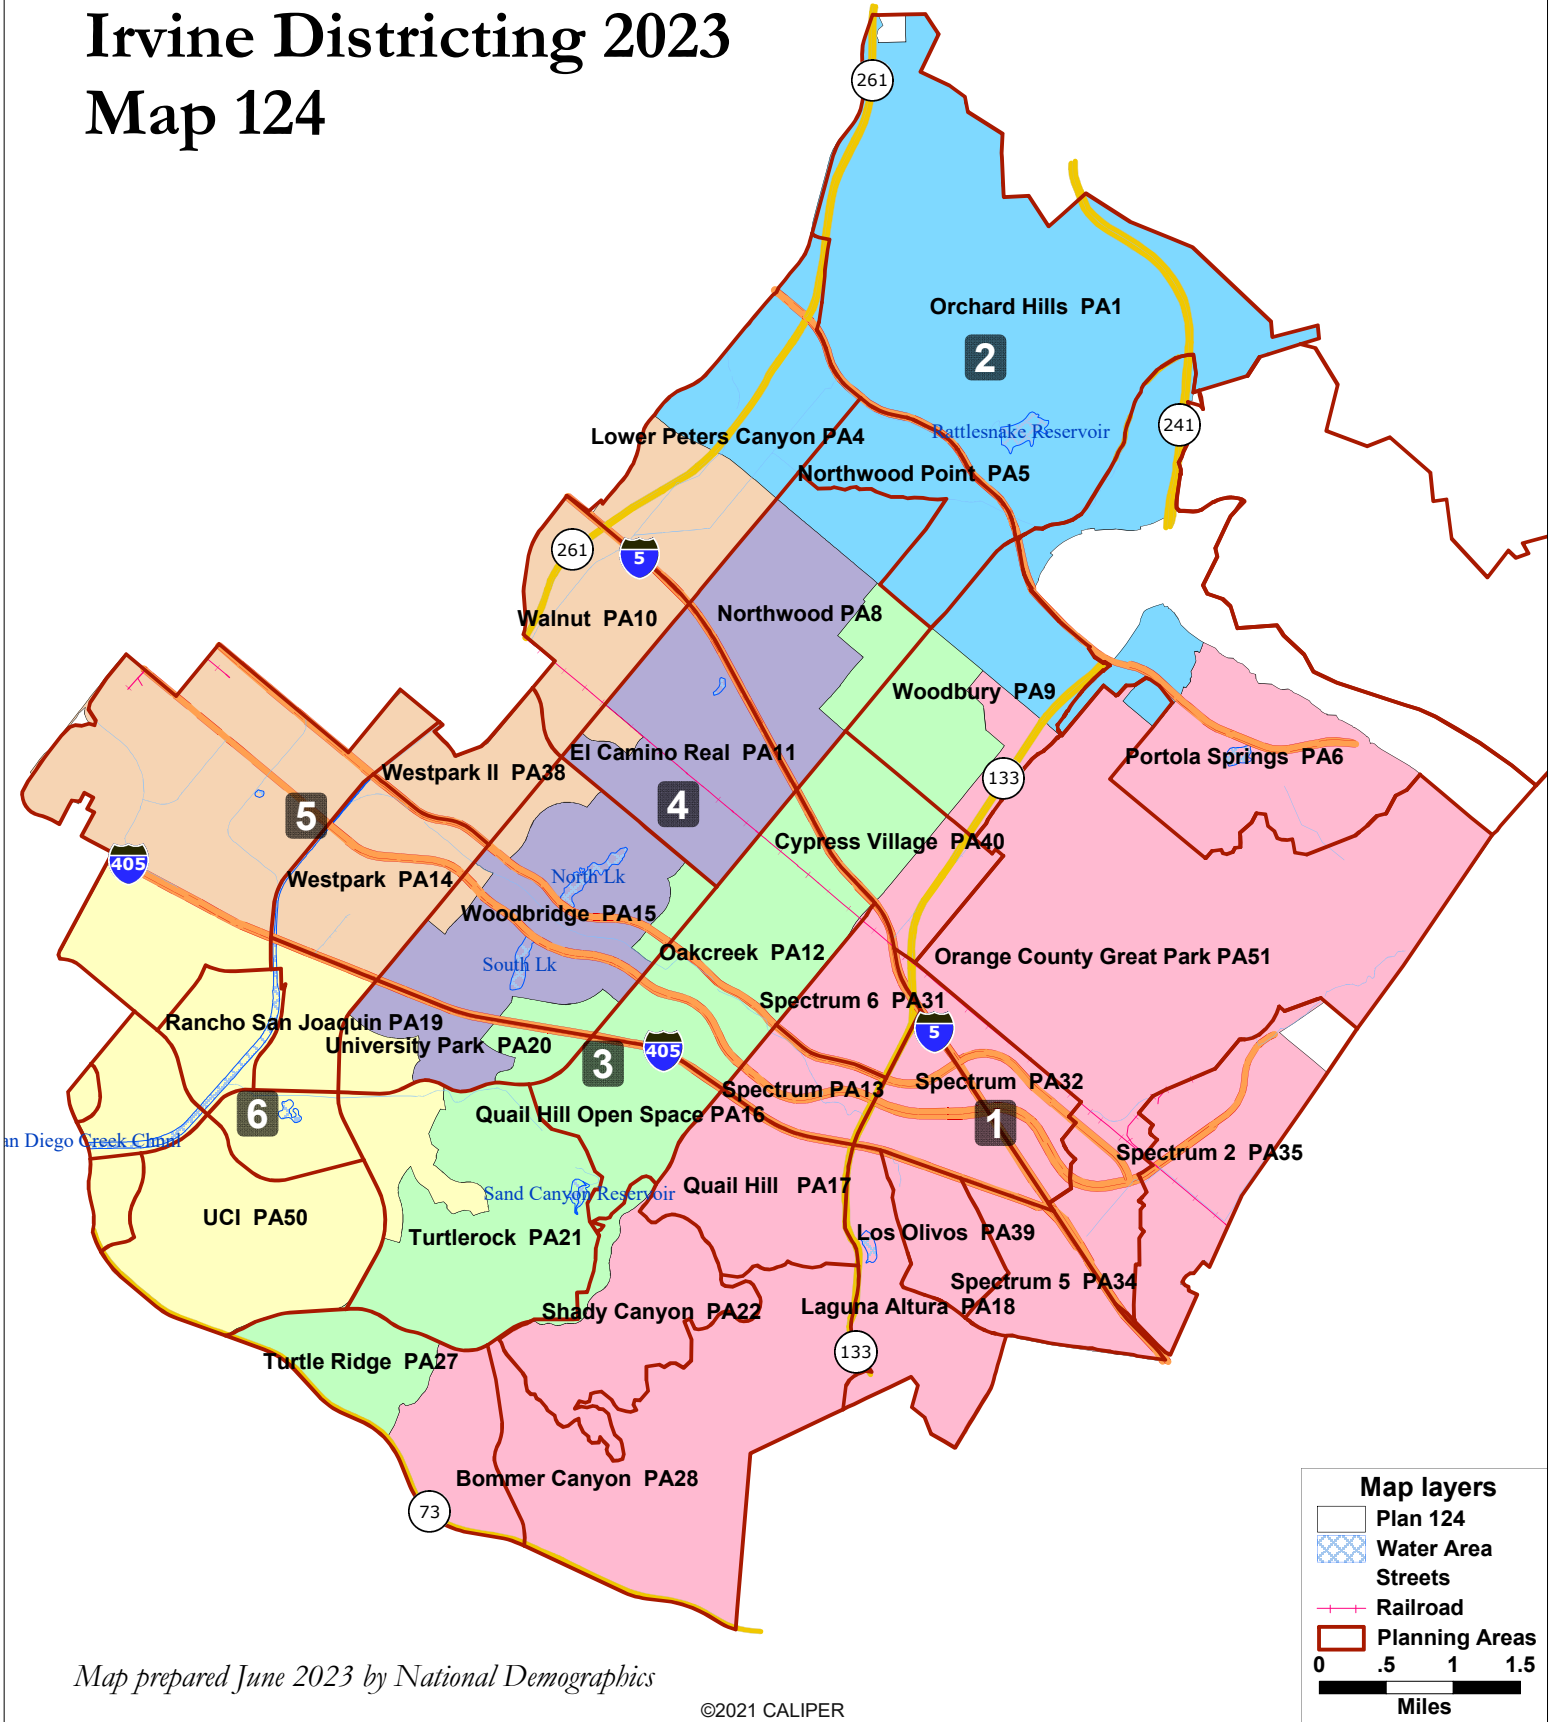 Irvine Districting 2023
Map 124
261
Orchard Hills PA1
2
241
Rattlesnake Reservoir
Lower Peters Canyon PA4
Northwood Point PA5
261
5
Walnut PA10
Northwood PA8
Woodbury PA9
El Camino Real PA11
Portola Springs PA6
Westpark II PA38
133
5
4
Cypress Village PA40
405
Westpark PA14
North Lk
Woodbridge PA15
South Lk
Oakcreek PA12
Orange County Great Park PA51
Spectrum 6 PA31
5
Rancho San Joaquin PA19
University Park PA20
3
405
Spectrum PA13
Spectrum PA32
6
Quail Hill Open Space PA16
1
an Diego Creek Chnnl
Spectrum 2 PA35
Sand Canyon Reservoir
Quail Hill PA17
UCI PA50
Turtlerock PA21
Los Olivos PA39
Spectrum 5 PA34
Shady Canyon PA22
Laguna Altura PA18
133
Turtle Ridge PA27
Bommer Canyon PA28
73
Map layers
Plan 124
Water Area
Streets
Railroad
Planning Areas
0 .5 1 1.5
Miles
Map prepared June 2023 by National Demographics
©2021 CALIPER